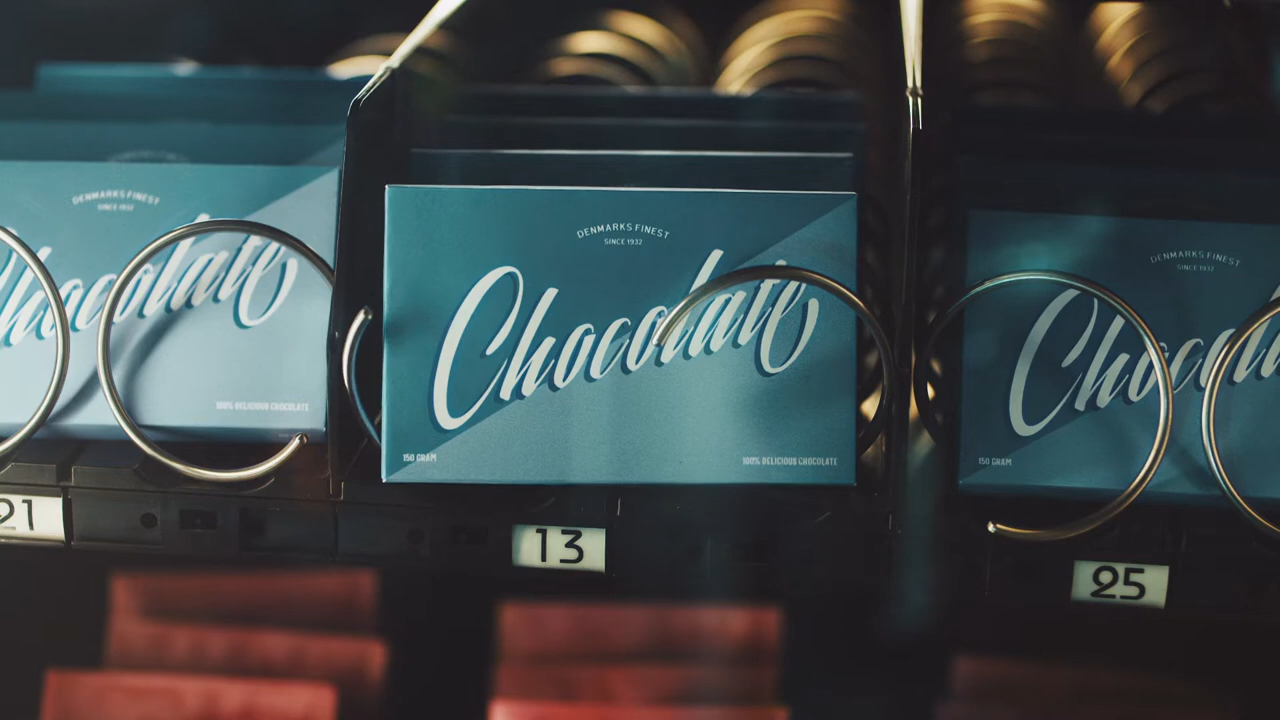 DENMARKS FINEST
SINCE 1932
Chocolate
100% DELICIOUS CHOCOLATE
21
DENMARKS FINEST
SINCE 1932
Chocolate
150 GRAM
100% DELICIOUS CHOCOLATE
13
DENMARKS FINEST
SINCE 1932
Chocolat
150 GRAM
25